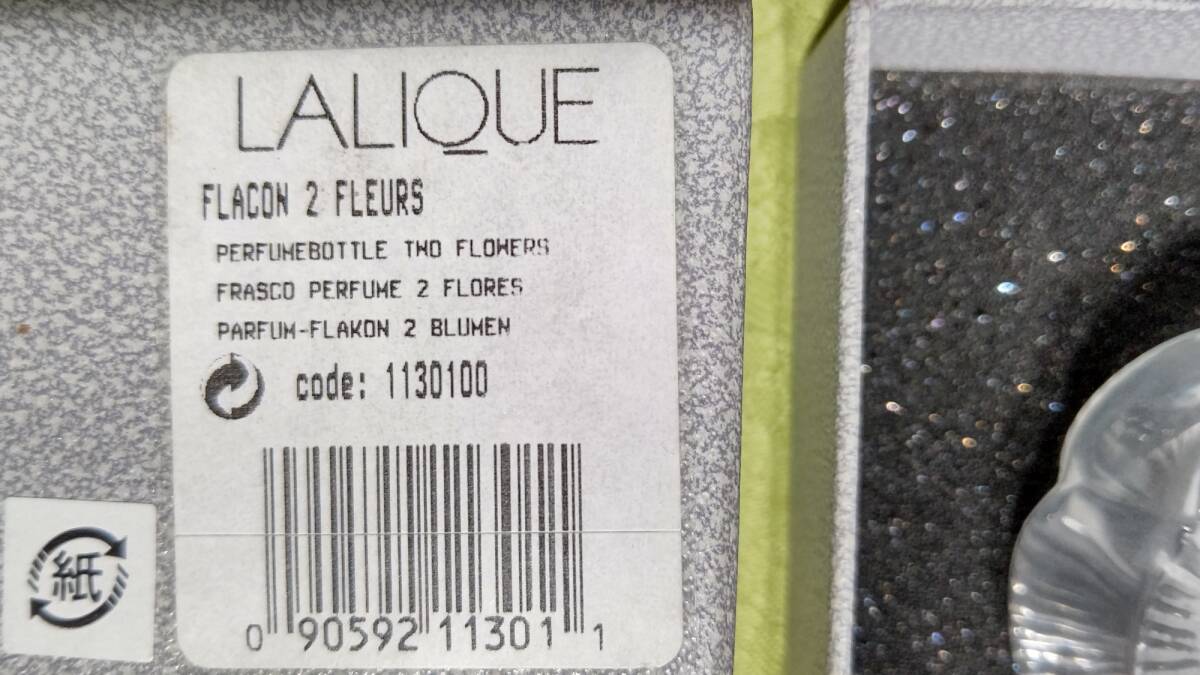 LALIQUE
FLACON 2 FLEURS
PERFUMEBOTTLE TWO FLOWERS
FRASCO PERFUME 2 FLORES
PARFUM-FLAKON 2 BLUMEN
code: 1130100
紙
0 90592 11301 1